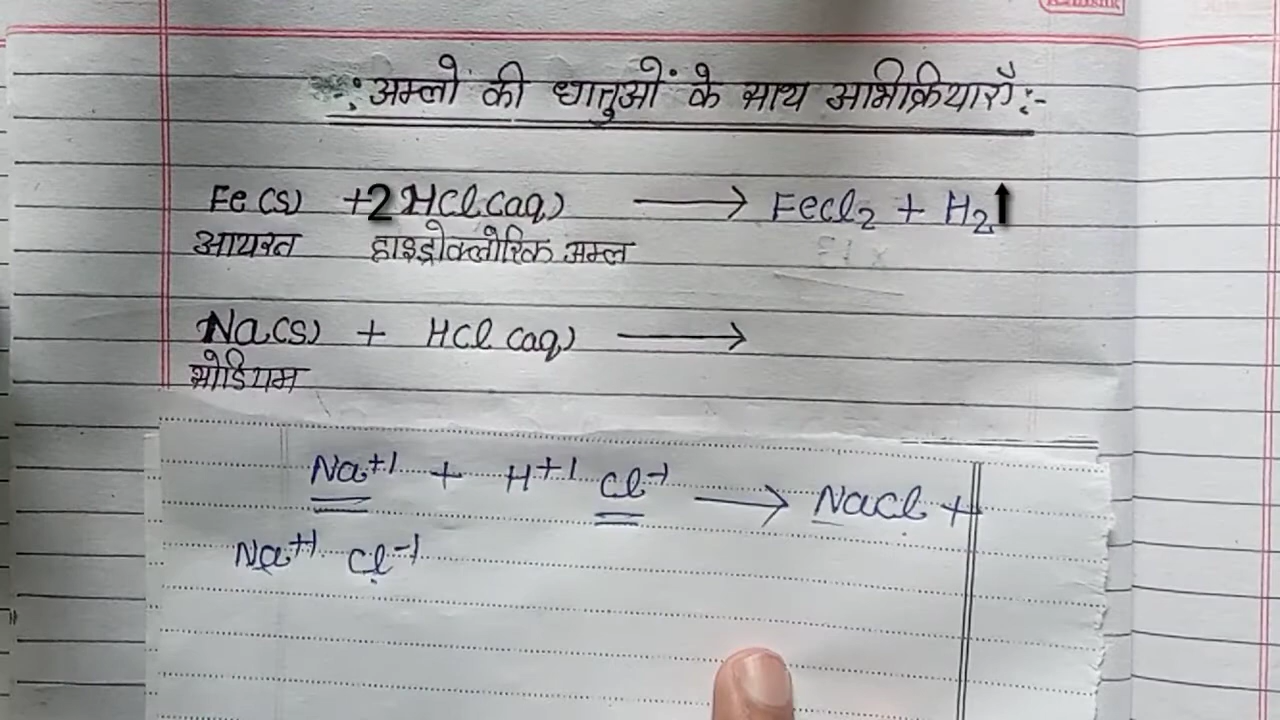 -: अम्लों की धातुओं के साथ अभिक्रियाएँ :-
Fe(s) + 2HCl(aq) ⟶ FeCl₂ + H₂↑
आयरन हाइड्रोक्लोरिक अम्ल
Na(s) + HCl(aq) ⟶
सोडियम
Na⁺¹ + H⁺¹ Cl⁻¹ ⟶ NaCl +
Na⁺¹ Cl⁻¹